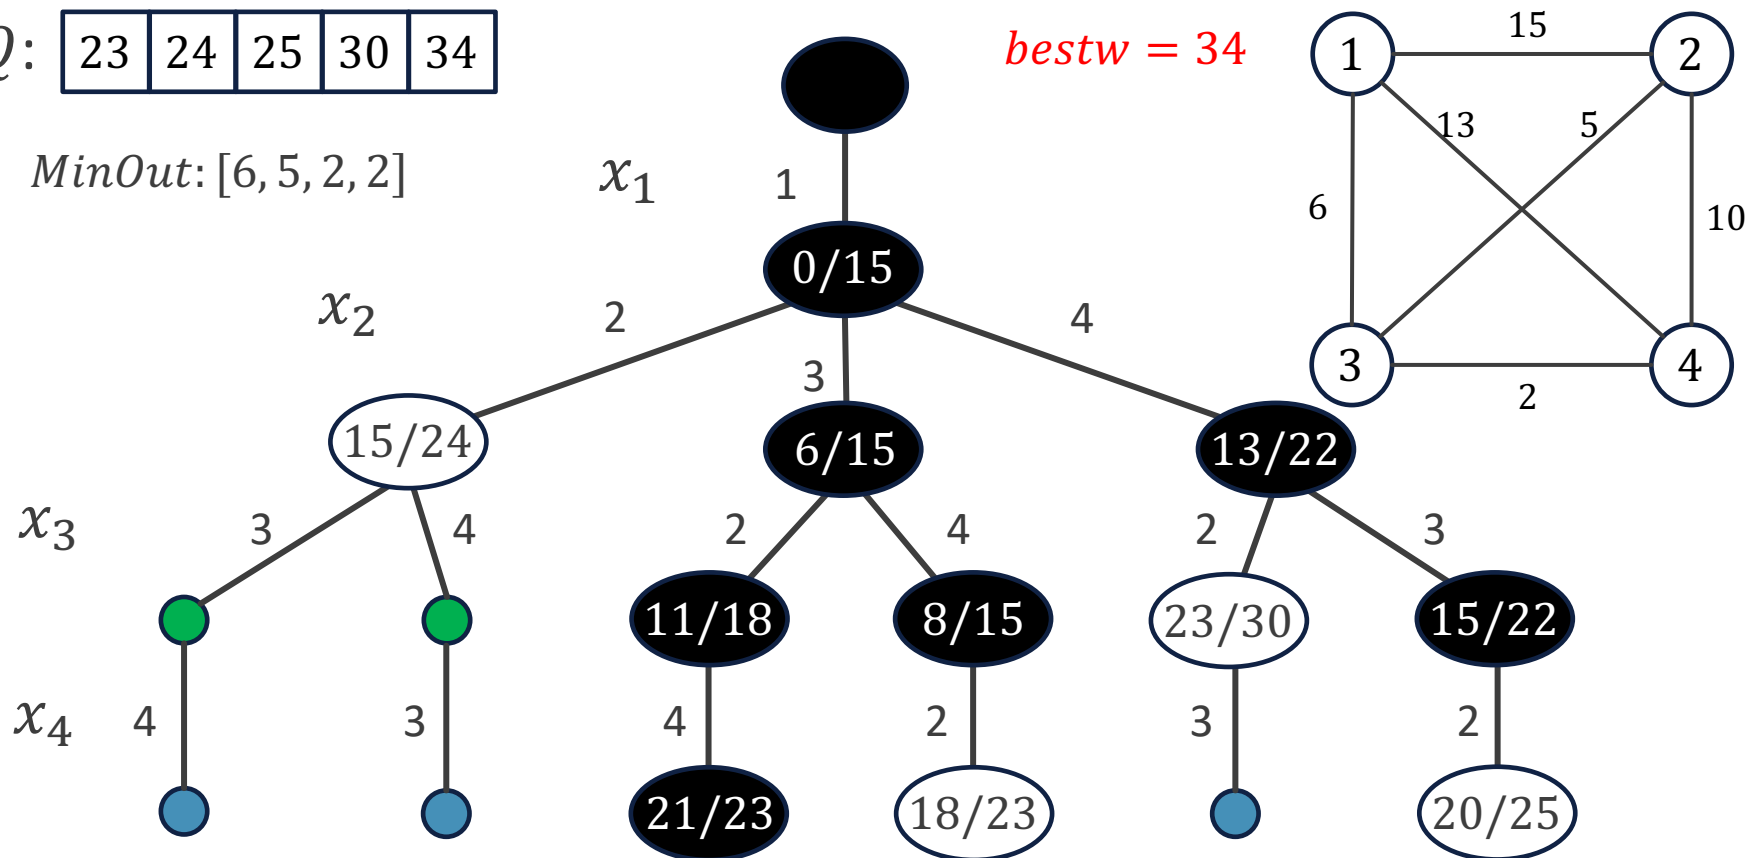 Q: 23 24 25 30 34
bestw = 34
MinOut: [6, 5, 2, 2]
1 15 2
13 5
6 10
3 2 4
x₁ 1
0/15
x₂ 2 3 4
15/24 6/15 13/22
x₃ 3 4 2 4 2 3
11/18 8/15 23/30 15/22
x₄ 4 3 4 2 3 2
21/23 18/23 20/25